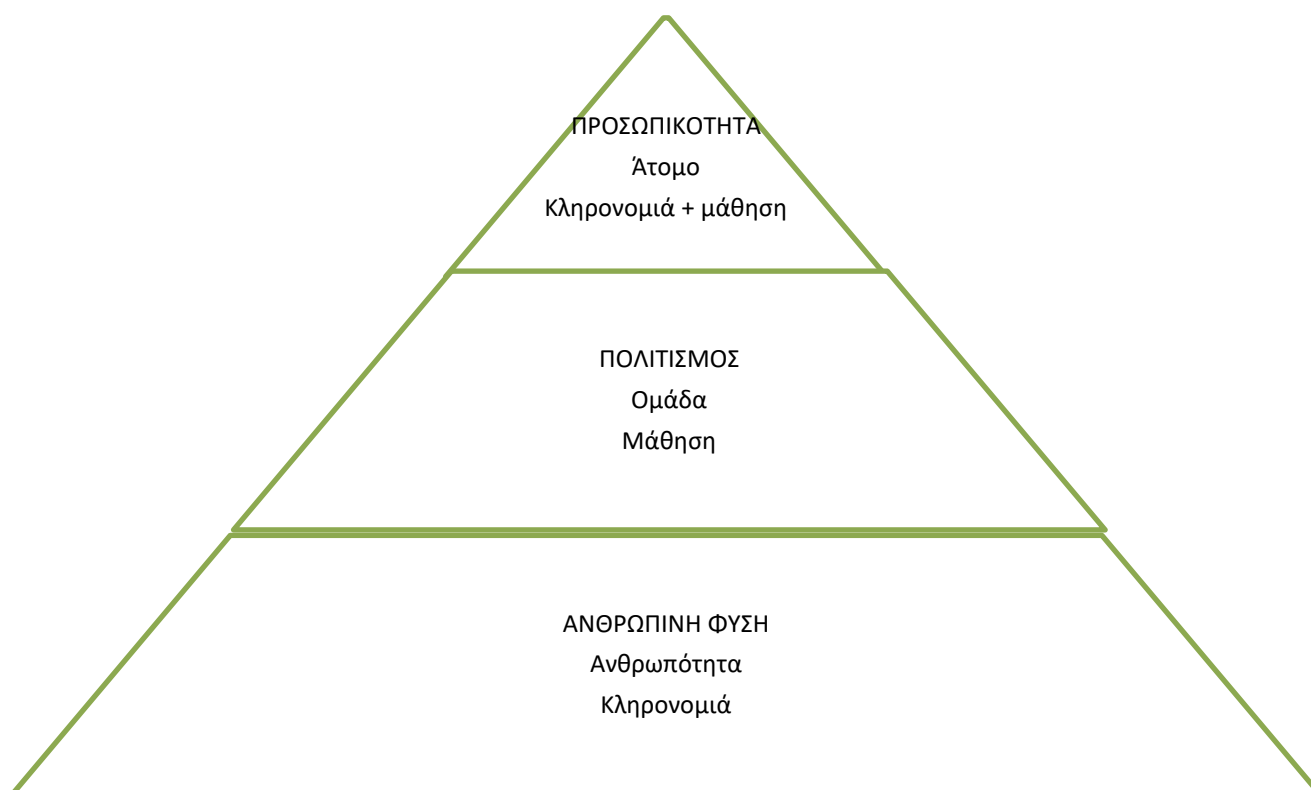 ΠΡΟΣΩΠΙΚΟΤΗΤΑ
Άτομο
Κληρονομιά + μάθηση
ΠΟΛΙΤΙΣΜΟΣ
Ομάδα
Μάθηση
ΑΝΘΡΩΠΙΝΗ ΦΥΣΗ
Ανθρωπότητα
Κληρονομιά